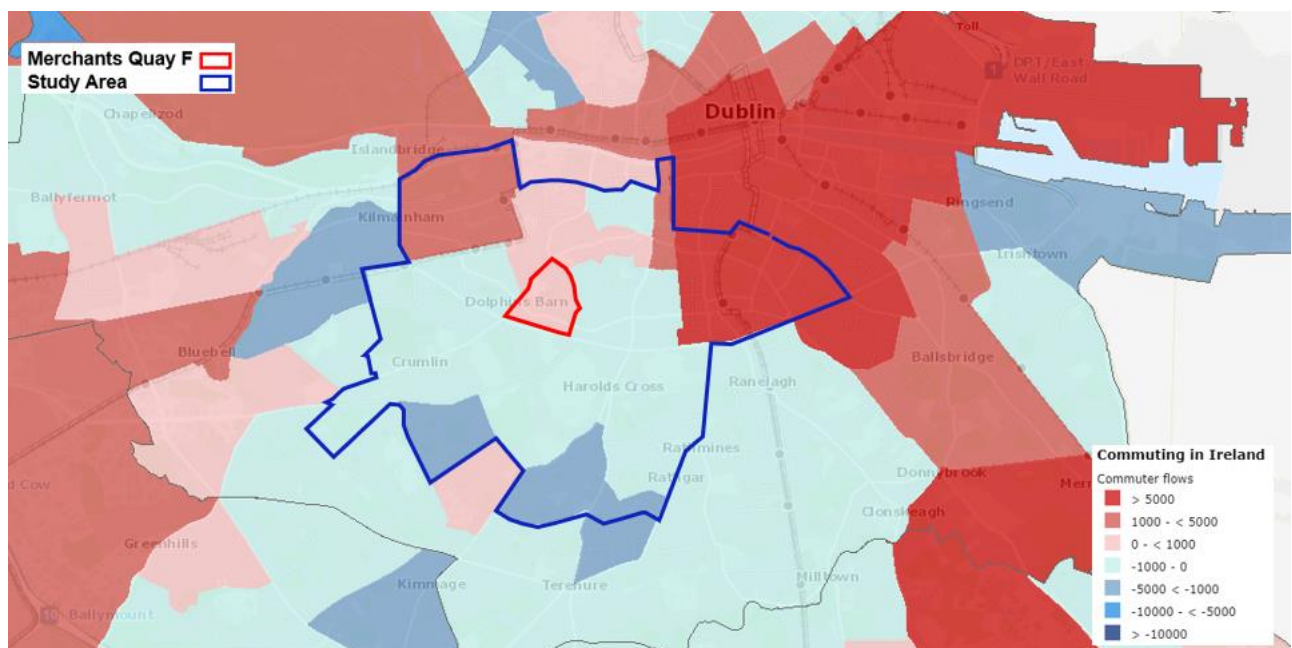 Merchants Quay F
Study Area
Toll
1 DPT/East
Wall Road
Dublin
Chapelizod
Islandbridge
Ballyfermot
Kilmainham
Ringsend
Irishtown
Dolphins Barn
Bluebell
Crumlin
Ballsbridge
Harolds Cross
Ranelagh
Rathmines
Rathgar
Donnybrook
Merr
d Cow
Clonskeagh
Greenhills
Kimmage
Terenure
Milltown
Ballymount
Commuting in Ireland
Commuter flows
> 5000
1000 - < 5000
0 - < 1000
-1000 - 0
-5000 < -1000
-10000 - < -5000
> -10000